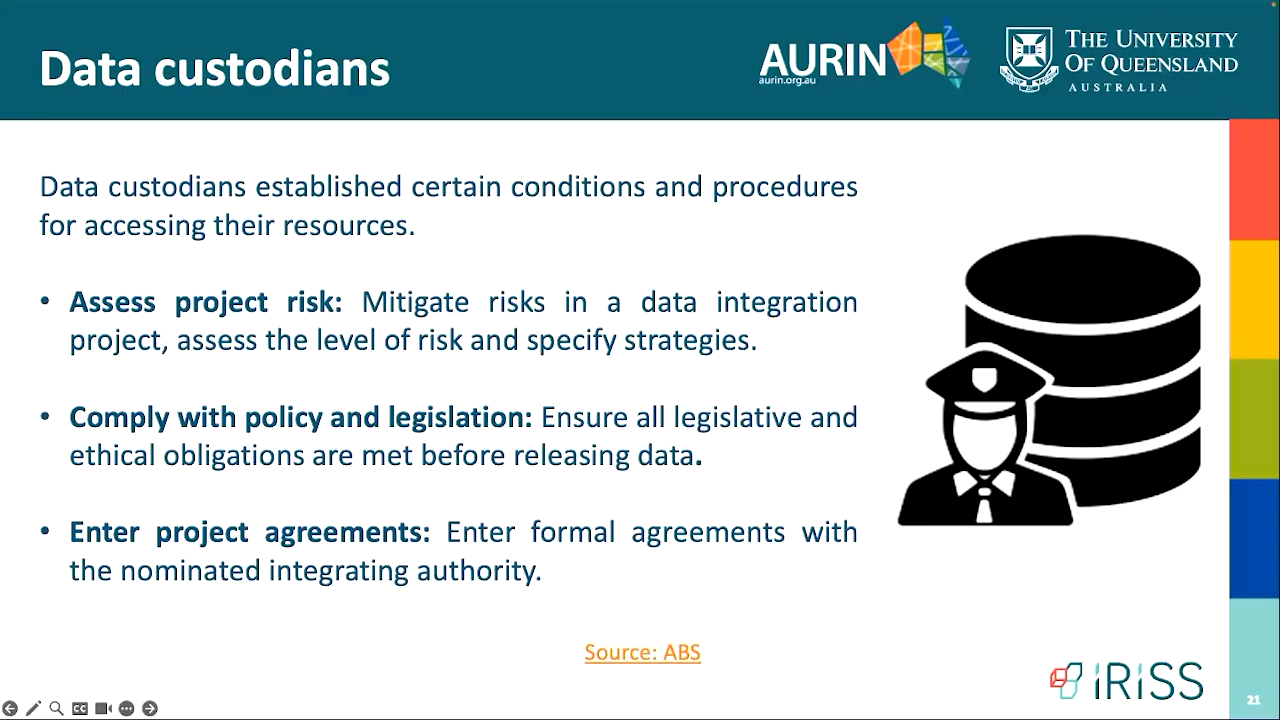 Data custodians
AURIN
aurin.org.au
THE UNIVERSITY
OF QUEENSLAND
AUSTRALIA
Data custodians established certain conditions and procedures
for accessing their resources.
• Assess project risk: Mitigate risks in a data integration
project, assess the level of risk and specify strategies.
• Comply with policy and legislation: Ensure all legislative and
ethical obligations are met before releasing data.
• Enter project agreements: Enter formal agreements with
the nominated integrating authority.
Source: ABS
iRiSS
21
CC